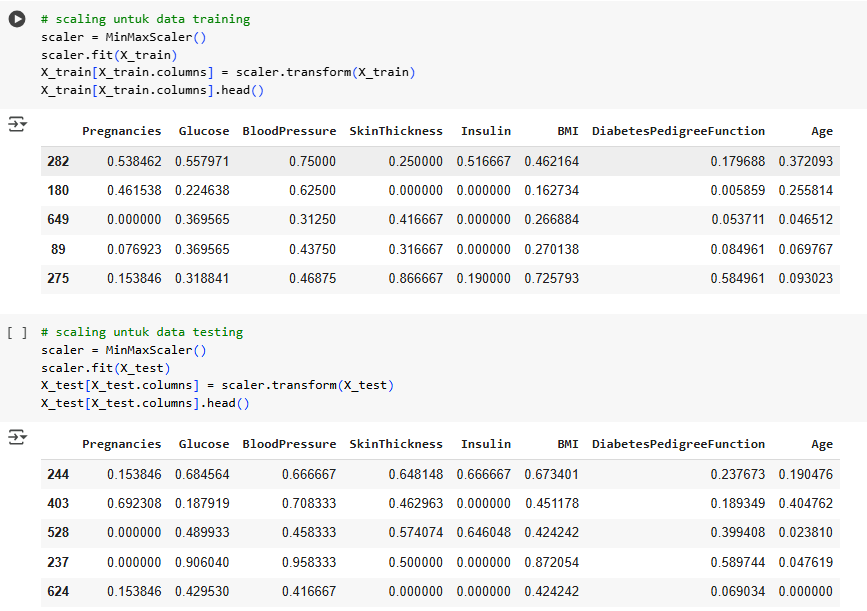 # scaling untuk data training
scaler = MinMaxScaler()
scaler.fit(X_train)
X_train[X_train.columns] = scaler.transform(X_train)
X_train[X_train.columns].head()
Pregnancies Glucose BloodPressure SkinThickness Insulin BMI DiabetesPedigreeFunction Age
282 0.538462 0.557971 0.75000 0.250000 0.516667 0.462164 0.179688 0.372093
180 0.461538 0.224638 0.62500 0.000000 0.000000 0.162734 0.005859 0.255814
649 0.000000 0.369565 0.31250 0.416667 0.000000 0.266884 0.053711 0.046512
89 0.076923 0.369565 0.43750 0.316667 0.000000 0.270138 0.084961 0.069767
275 0.153846 0.318841 0.46875 0.866667 0.190000 0.725793 0.584961 0.093023
[ ] # scaling untuk data testing
scaler = MinMaxScaler()
scaler.fit(X_test)
X_test[X_test.columns] = scaler.transform(X_test)
X_test[X_test.columns].head()
Pregnancies Glucose BloodPressure SkinThickness Insulin BMI DiabetesPedigreeFunction Age
244 0.153846 0.684564 0.666667 0.648148 0.666667 0.673401 0.237673 0.190476
403 0.692308 0.187919 0.708333 0.462963 0.000000 0.451178 0.189349 0.404762
528 0.000000 0.489933 0.458333 0.574074 0.646048 0.424242 0.399408 0.023810
237 0.000000 0.906040 0.958333 0.500000 0.000000 0.872054 0.589744 0.047619
624 0.153846 0.429530 0.416667 0.000000 0.000000 0.424242 0.069034 0.000000